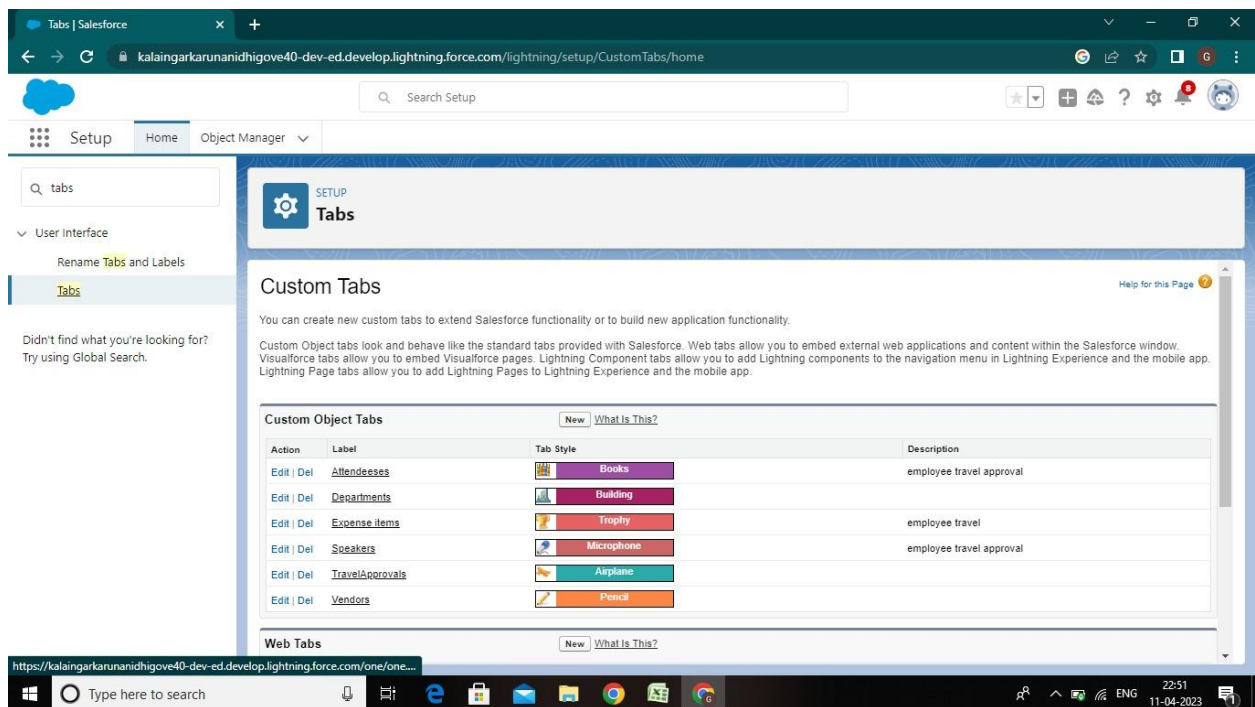 Tabs | Salesforce
kalaingarkarunanidhigove40-dev-ed.develop.lightning.force.com/lightning/setup/CustomTabs/home
G
Search Setup
8
Setup Home Object Manager
tabs
User Interface
Rename Tabs and Labels
Tabs
Didn't find what you're looking for?
Try using Global Search.
SETUP
Tabs
Custom Tabs
Help for this Page
You can create new custom tabs to extend Salesforce functionality or to build new application functionality.
Custom Object tabs look and behave like the standard tabs provided with Salesforce. Web tabs allow you to embed external web applications and content within the Salesforce window.
Visualforce tabs allow you to embed Visualforce pages. Lightning Component tabs allow you to add Lightning components to the navigation menu in Lightning Experience and the mobile app.
Lightning Page tabs allow you to add Lightning Pages to Lightning Experience and the mobile app.
Custom Object Tabs New What Is This?
Action Label Tab Style Description
Edit | Del Attendeeses Books employee travel approval
Edit | Del Departments Building
Edit | Del Expense items Trophy employee travel
Edit | Del Speakers Microphone employee travel approval
Edit | Del TravelApprovals Airplane
Edit | Del Vendors Pencil
Web Tabs New What Is This?
https://kalaingarkarunanidhigove40-dev-ed.develop.lightning.force.com/one/one....
Type here to search
ENG
22:51
11-04-2023
1